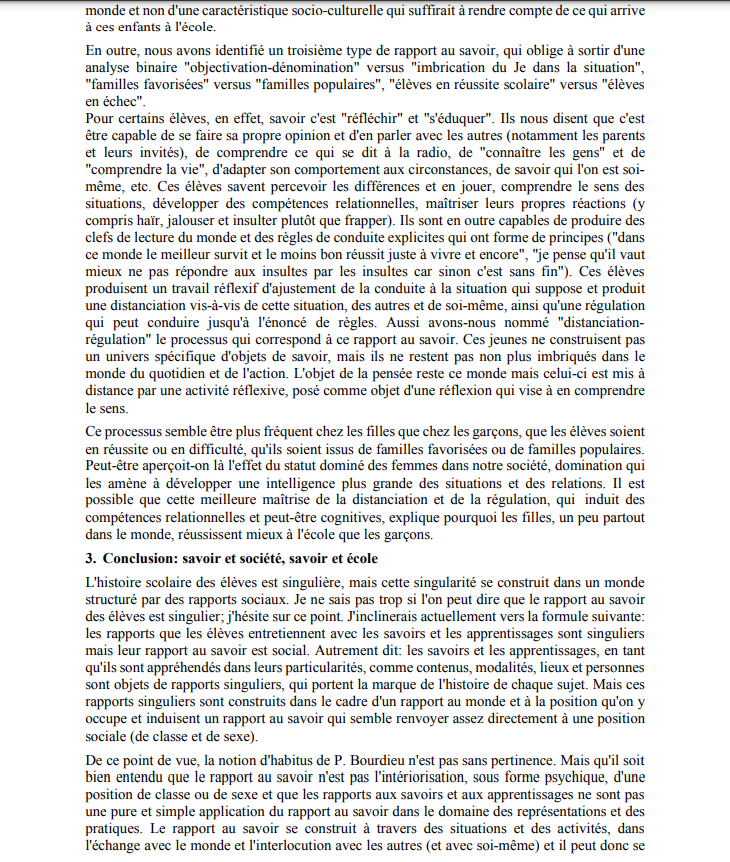 monde et non d'une caractéristique socio-culturelle qui suffirait à rendre compte de ce qui arrive
à ces enfants à l'école.
En outre, nous avons identifié un troisième type de rapport au savoir, qui oblige à sortir d'une
analyse binaire "objectivation-dénomination" versus "imbrication du Je dans la situation",
"familles favorisées" versus "familles populaires", "élèves en réussite scolaire" versus "élèves
en échec".
Pour certains élèves, en effet, savoir c'est "réfléchir" et "s'éduquer". Ils nous disent que c'est
être capable de se faire sa propre opinion et d'en parler avec les autres (notamment les parents
et leurs invités), de comprendre ce qui se dit à la radio, de "connaître les gens" et de
"comprendre la vie", d'adapter son comportement aux circonstances, de savoir qui l'on est soi-
même, etc. Ces élèves savent percevoir les différences et en jouer, comprendre le sens des
situations, développer des compétences relationnelles, maîtriser leurs propres réactions (y
compris haïr, jalouser et insulter plutôt que frapper). Ils sont en outre capables de produire des
clefs de lecture du monde et des règles de conduite explicites qui ont forme de principes ("dans
ce monde le meilleur survit et le moins bon réussit juste à vivre et encore", "je pense qu'il vaut
mieux ne pas répondre aux insultes par les insultes car sinon c'est sans fin"). Ces élèves
produisent un travail réflexif d'ajustement de la conduite à la situation qui suppose et produit
une distanciation vis-à-vis de cette situation, des autres et de soi-même, ainsi qu'une régulation
qui peut conduire jusqu'à l'énoncé de règles. Aussi avons-nous nommé "distanciation-
régulation" le processus qui correspond à ce rapport au savoir. Ces jeunes ne construisent pas
un univers spécifique d'objets de savoir, mais ils ne restent pas non plus imbriqués dans le
monde du quotidien et de l'action. L'objet de la pensée reste ce monde mais celui-ci est mis à
distance par une activité réflexive, posé comme objet d'une réflexion qui vise à en comprendre
le sens.
Ce processus semble être plus fréquent chez les filles que chez les garçons, que les élèves soient
en réussite ou en difficulté, qu'ils soient issus de familles favorisées ou de familles populaires.
Peut-être aperçoit-on là l'effet du statut dominé des femmes dans notre société, domination qui
les amène à développer une intelligence plus grande des situations et des relations. Il est
possible que cette meilleure maîtrise de la distanciation et de la régulation, qui induit des
compétences relationnelles et peut-être cognitives, explique pourquoi les filles, un peu partout
dans le monde, réussissent mieux à l'école que les garçons.
3. Conclusion: savoir et société, savoir et école
L'histoire scolaire des élèves est singulière, mais cette singularité se construit dans un monde
structuré par des rapports sociaux. Je ne sais pas trop si l'on peut dire que le rapport au savoir
des élèves est singulier; j'hésite sur ce point. J'inclinerais actuellement vers la formule suivante:
les rapports que les élèves entretiennent avec les savoirs et les apprentissages sont singuliers
mais leur rapport au savoir est social. Autrement dit: les savoirs et les apprentissages, en tant
qu'ils sont appréhendés dans leurs particularités, comme contenus, modalités, lieux et personnes
sont objets de rapports singuliers, qui portent la marque de l'histoire de chaque sujet. Mais ces
rapports singuliers sont construits dans le cadre d'un rapport au monde et à la position qu'on y
occupe et induisent un rapport au savoir qui semble renvoyer assez directement à une position
sociale (de classe et de sexe).
De ce point de vue, la notion d'habitus de P. Bourdieu n'est pas sans pertinence. Mais qu'il soit
bien entendu que le rapport au savoir n'est pas l'intériorisation, sous forme psychique, d'une
position de classe ou de sexe et que les rapports aux savoirs et aux apprentissages ne sont pas
une pure et simple application du rapport au savoir dans le domaine des représentations et des
pratiques. Le rapport au savoir se construit à travers des situations et des activités, dans
l'échange avec le monde et l'interlocution avec les autres (et avec soi-même) et il peut donc se